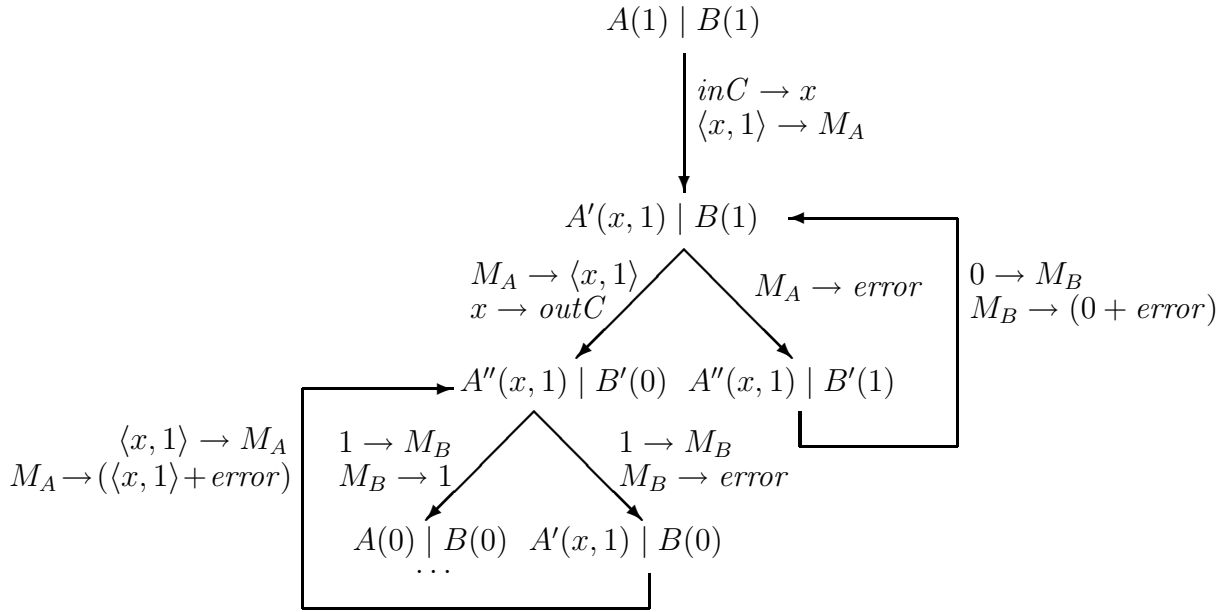 A(1) | B(1)
inC → x
⟨x, 1⟩ → M_A
A′(x, 1) | B(1)
M_A → ⟨x, 1⟩
x → outC
M_A → error
0 → M_B
M_B → (0 + error)
A′′(x, 1) | B′(0)
A′′(x, 1) | B′(1)
⟨x, 1⟩ → M_A
M_A → (⟨x, 1⟩ + error)
1 → M_B
M_B → 1
1 → M_B
M_B → error
A(0) | B(0)
...
A′(x, 1) | B(0)